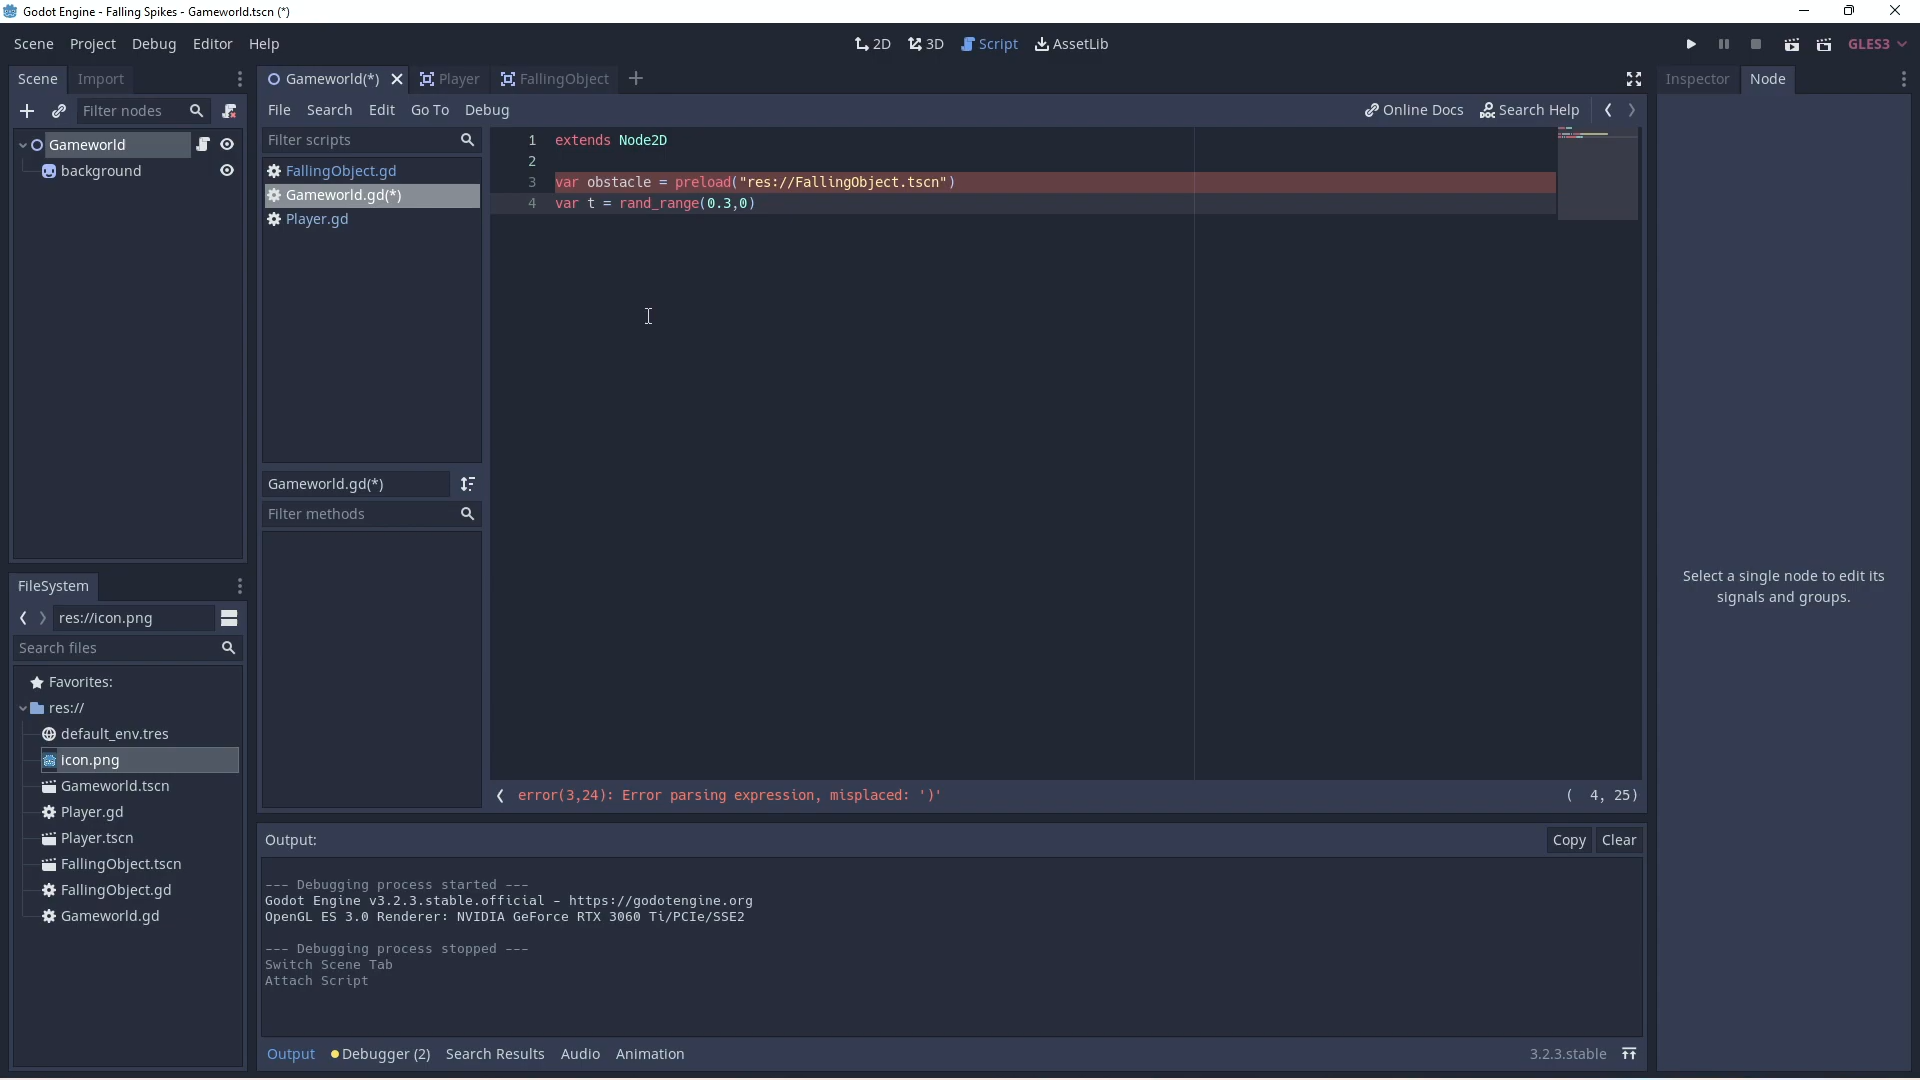 Godot Engine - Falling Spikes - Gameworld.tscn (*)
Scene Project Debug Editor Help
2D 3D Script AssetLib
GLES3
Scene Import
Gameworld(*) Player FallingObject
Inspector Node
Filter nodes
File Search Edit Go To Debug
Online Docs Search Help
Gameworld
background
Filter scripts
FallingObject.gd
Gameworld.gd(*)
Player.gd
Gameworld.gd(*)
Filter methods
1 extends Node2D
2
3 var obstacle = preload("res://FallingObject.tscn")
4 var t = rand_range(0.3,0)
error(3,24): Error parsing expression, misplaced: ')'
( 4, 25)
Select a single node to edit its
signals and groups.
FileSystem
res://icon.png
Search files
Favorites:
res://
default_env.tres
icon.png
Gameworld.tscn
Player.gd
Player.tscn
FallingObject.tscn
FallingObject.gd
Gameworld.gd
Output:
Copy Clear
--- Debugging process started ---
Godot Engine v3.2.3.stable.official - https://godotengine.org
OpenGL ES 3.0 Renderer: NVIDIA GeForce RTX 3060 Ti/PCIe/SSE2
--- Debugging process stopped ---
Switch Scene Tab
Attach Script
Output Debugger (2) Search Results Audio Animation
3.2.3.stable